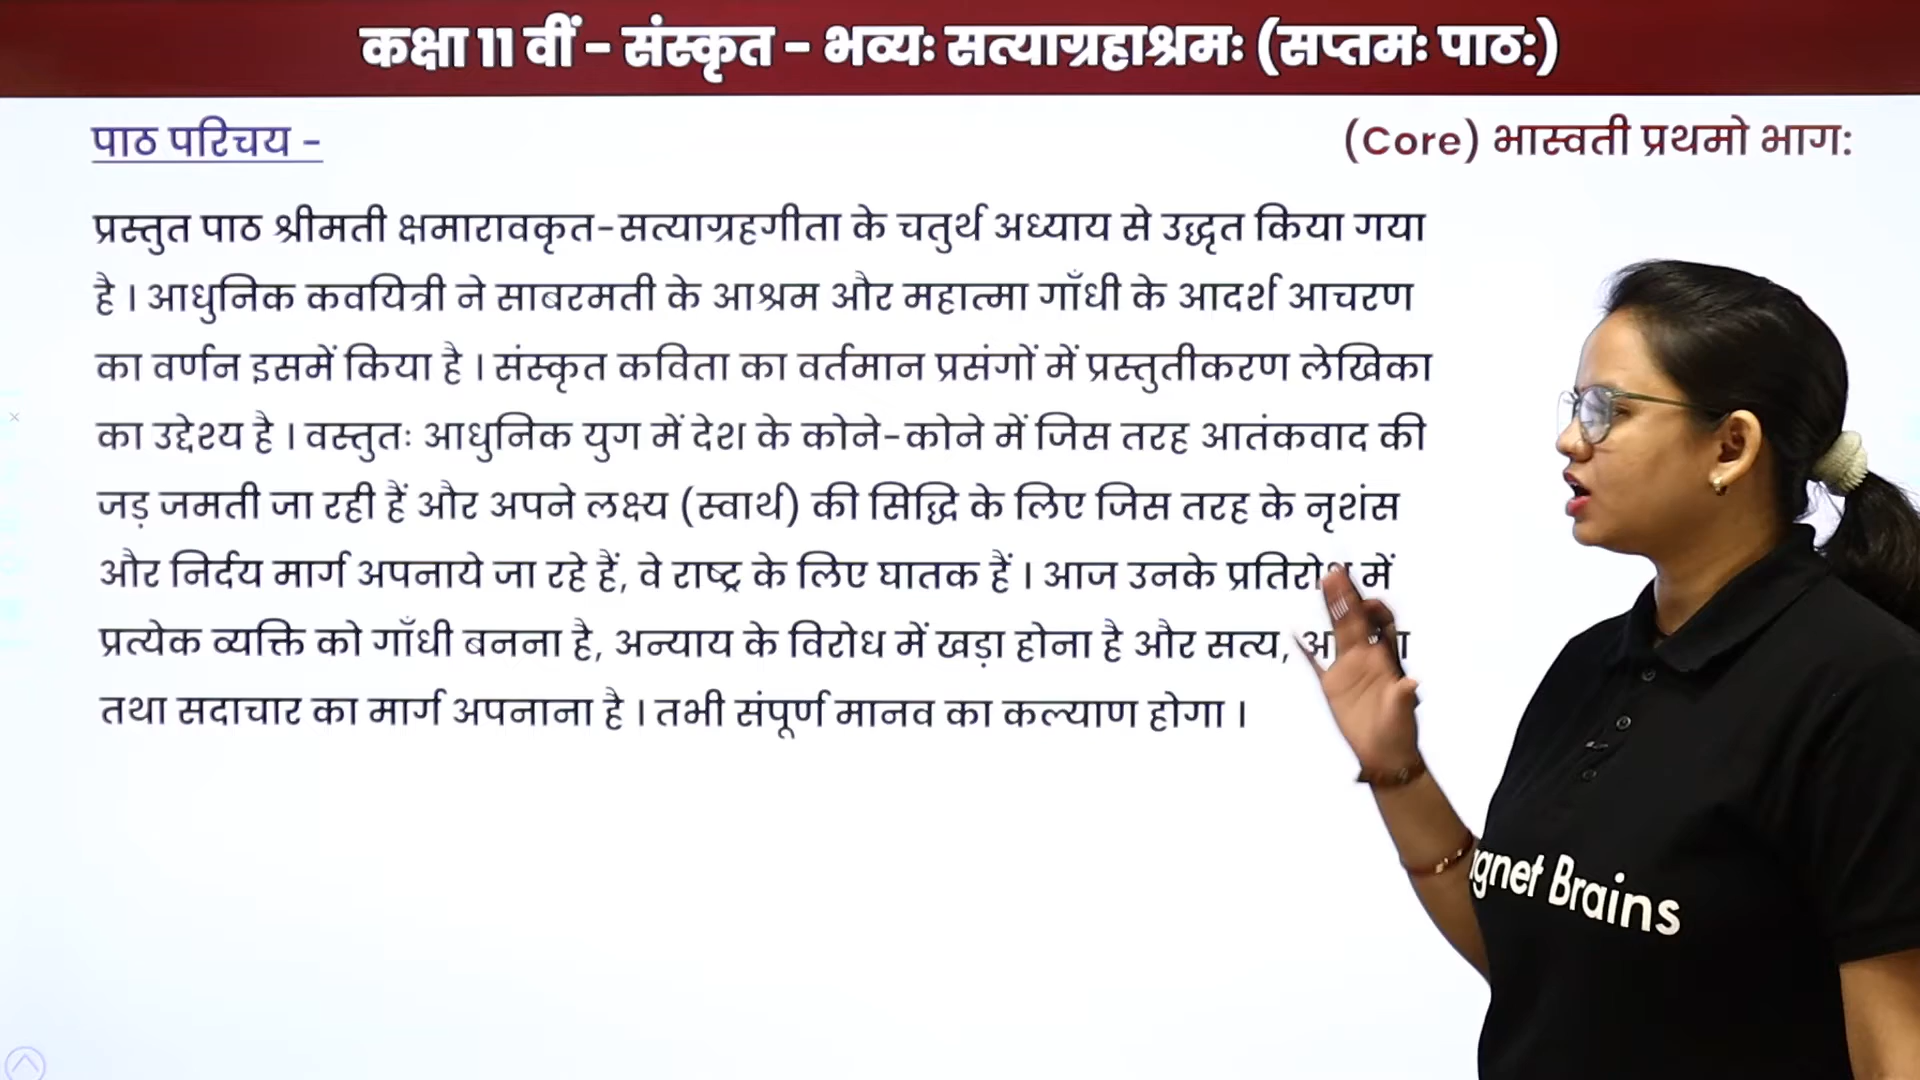 कक्षा 11 वीं - संस्कृत - भव्यः सत्याग्रहाश्रमः (सप्तमः पाठः)
पाठ परिचय -
(Core) भास्वती प्रथमो भागः
प्रस्तुत पाठ श्रीमती क्षमारावकृत-सत्याग्रहगीता के चतुर्थ अध्याय से उद्धृत किया गया
है । आधुनिक कवयित्री ने साबरमती के आश्रम और महात्मा गाँधी के आदर्श आचरण
का वर्णन इसमें किया है । संस्कृत कविता का वर्तमान प्रसंगों में प्रस्तुतीकरण लेखिका
का उद्देश्य है । वस्तुतः आधुनिक युग में देश के कोने-कोने में जिस तरह आतंकवाद की
जड़ जमती जा रही हैं और अपने लक्ष्य (स्वार्थ) की सिद्धि के लिए जिस तरह के नृशंस
और निर्दय मार्ग अपनाये जा रहे हैं, वे राष्ट्र के लिए घातक हैं । आज उनके प्रतिरोध में
प्रत्येक व्यक्ति को गाँधी बनना है, अन्याय के विरोध में खड़ा होना है और सत्य,
तथा सदाचार का मार्ग अपनाना है । तभी संपूर्ण मानव का कल्याण होगा ।
Brains